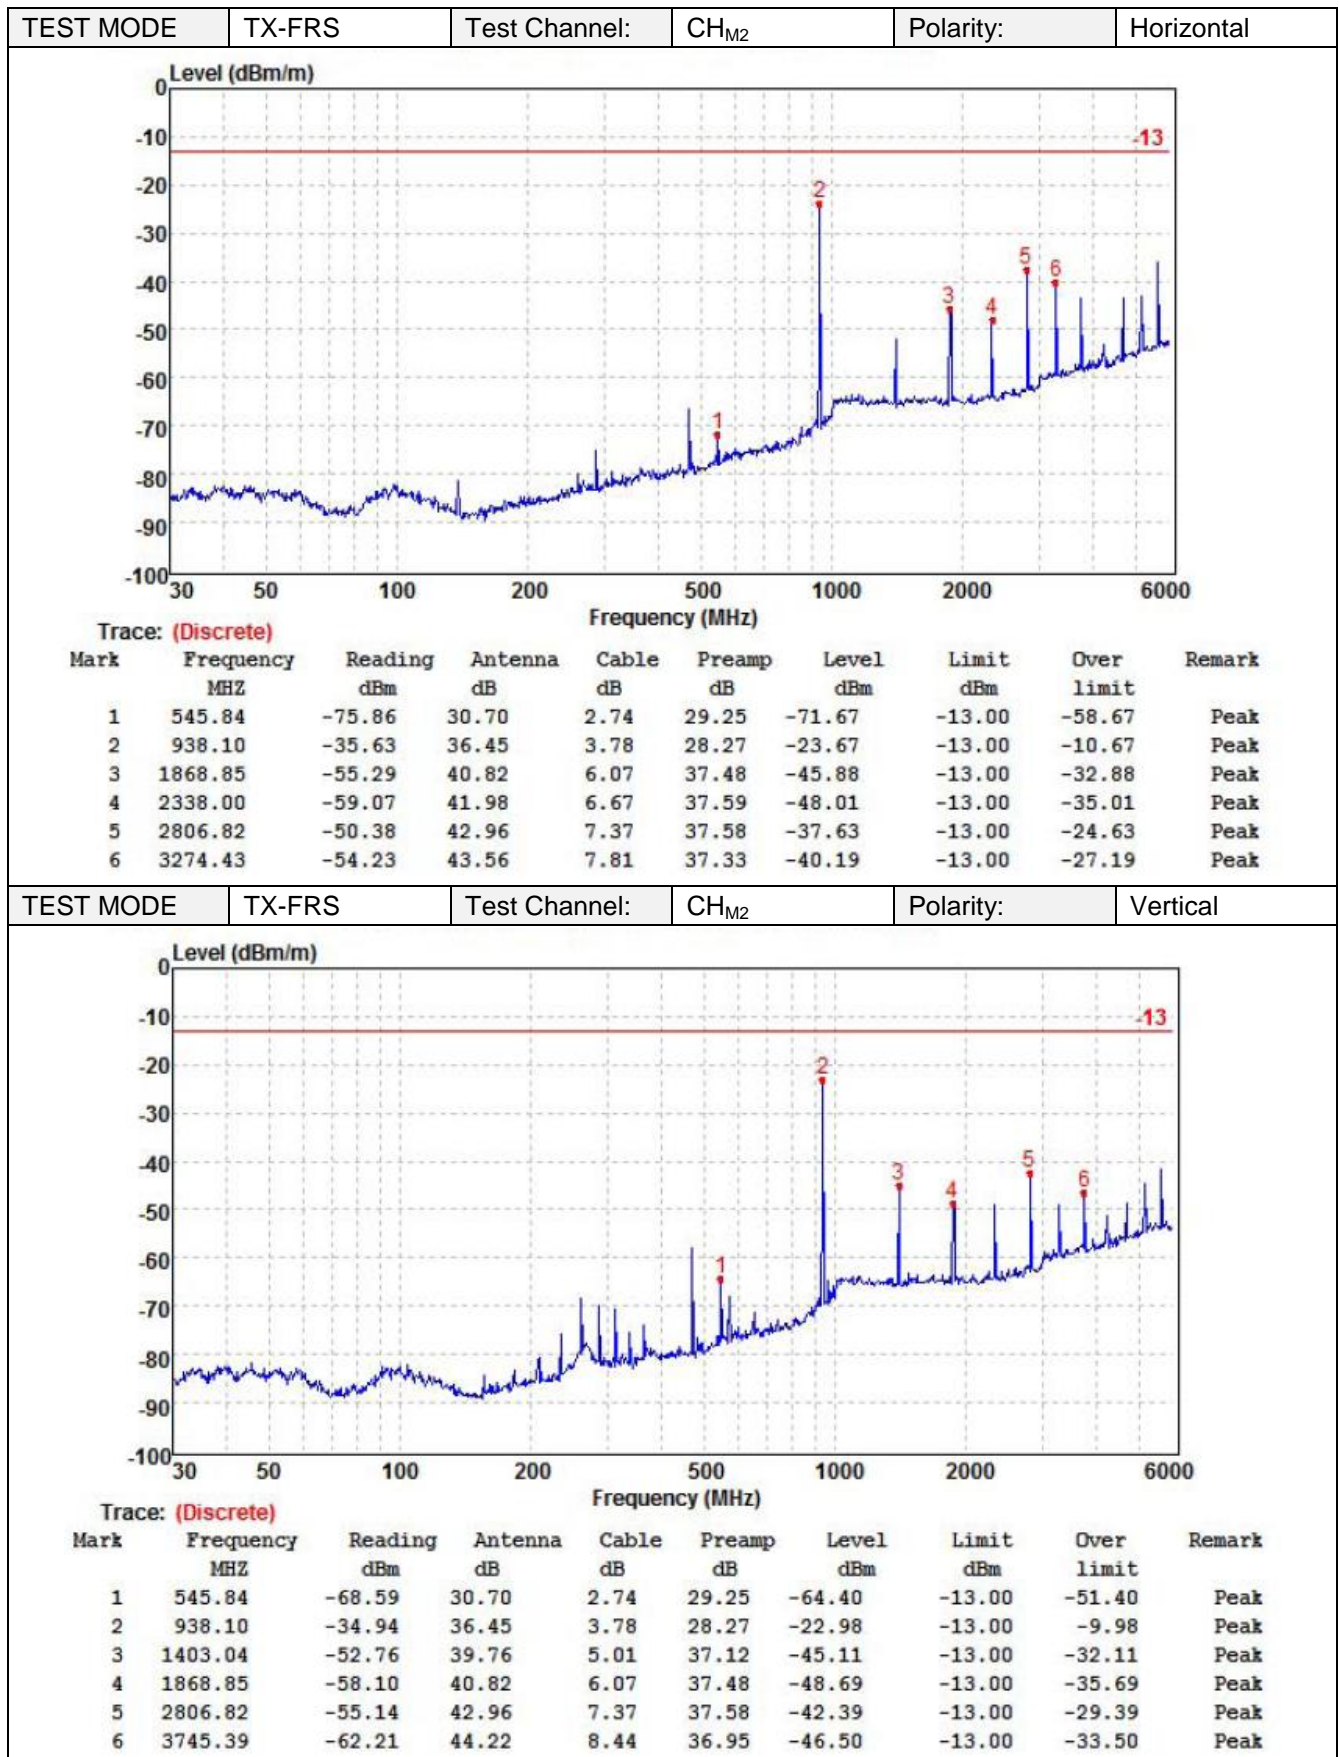 TEST MODE TX-FRS Test Channel: CHM2 Polarity: Horizontal
Level (dBm/m)
0
-10
-13
-20
2
-30
5
6
-40
3
4
-50
-60
-70
1
-80
-90
-100
30 50 100 200 500 1000 2000 6000
Frequency (MHz)
Trace: (Discrete)
Mark Frequency Reading Antenna Cable Preamp Level Limit Over Remark
MHZ dBm dB dB dB dBm dBm limit
1 545.84 -75.86 30.70 2.74 29.25 -71.67 -13.00 -58.67 Peak
2 938.10 -35.63 36.45 3.78 28.27 -23.67 -13.00 -10.67 Peak
3 1868.85 -55.29 40.82 6.07 37.48 -45.88 -13.00 -32.88 Peak
4 2338.00 -59.07 41.98 6.67 37.59 -48.01 -13.00 -35.01 Peak
5 2806.82 -50.38 42.96 7.37 37.58 -37.63 -13.00 -24.63 Peak
6 3274.43 -54.23 43.56 7.81 37.33 -40.19 -13.00 -27.19 Peak
TEST MODE TX-FRS Test Channel: CHM2 Polarity: Vertical
Level (dBm/m)
0
-10
-13
-20
2
-30
-40
5
3
6
4
-50
-60
1
-70
-80
-90
-100
30 50 100 200 500 1000 2000 6000
Frequency (MHz)
Trace: (Discrete)
Mark Frequency Reading Antenna Cable Preamp Level Limit Over Remark
MHZ dBm dB dB dB dBm dBm limit
1 545.84 -68.59 30.70 2.74 29.25 -64.40 -13.00 -51.40 Peak
2 938.10 -34.94 36.45 3.78 28.27 -22.98 -13.00 -9.98 Peak
3 1403.04 -52.76 39.76 5.01 37.12 -45.11 -13.00 -32.11 Peak
4 1868.85 -58.10 40.82 6.07 37.48 -48.69 -13.00 -35.69 Peak
5 2806.82 -55.14 42.96 7.37 37.58 -42.39 -13.00 -29.39 Peak
6 3745.39 -62.21 44.22 8.44 36.95 -46.50 -13.00 -33.50 Peak